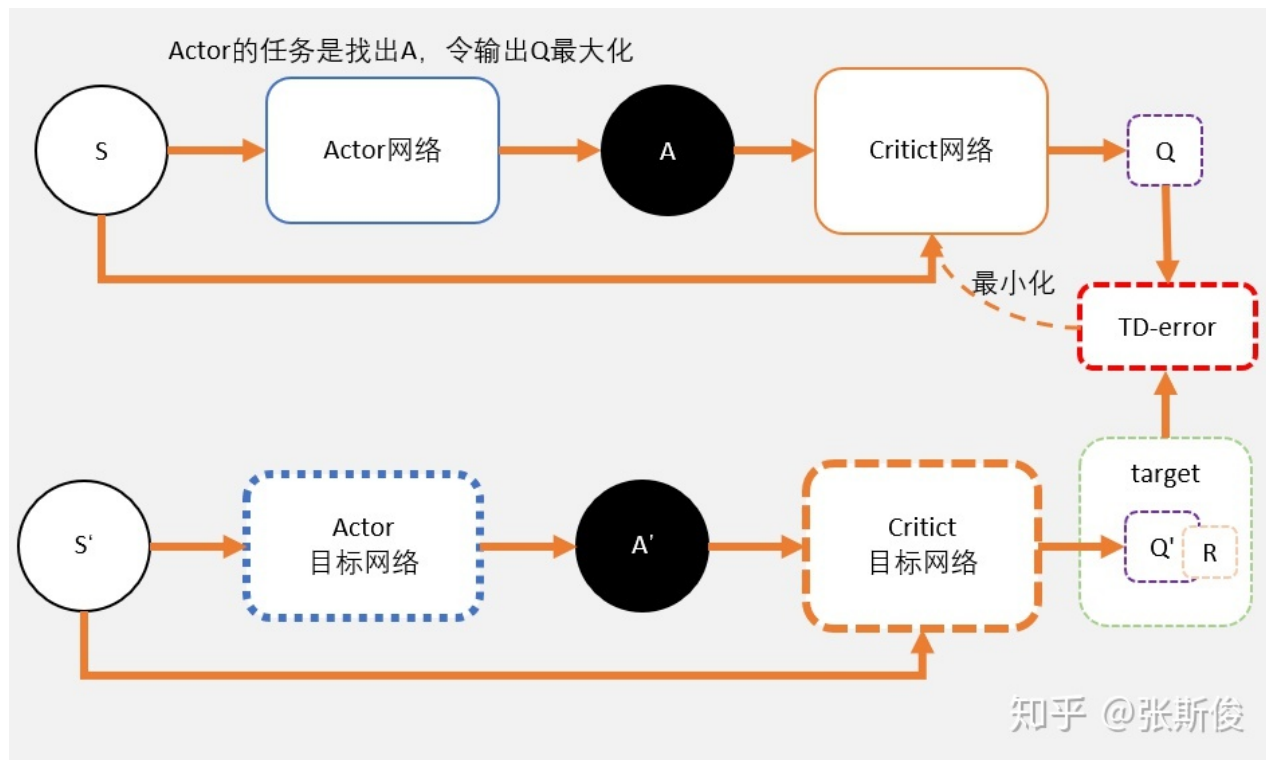 Actor的任务是找出A，令输出Q最大化
S
Actor网络
A
Critict网络
Q
最小化
TD-error
target
S‘
Actor
目标网络
A'
Critict
目标网络
Q'
R
知乎 @张斯俊